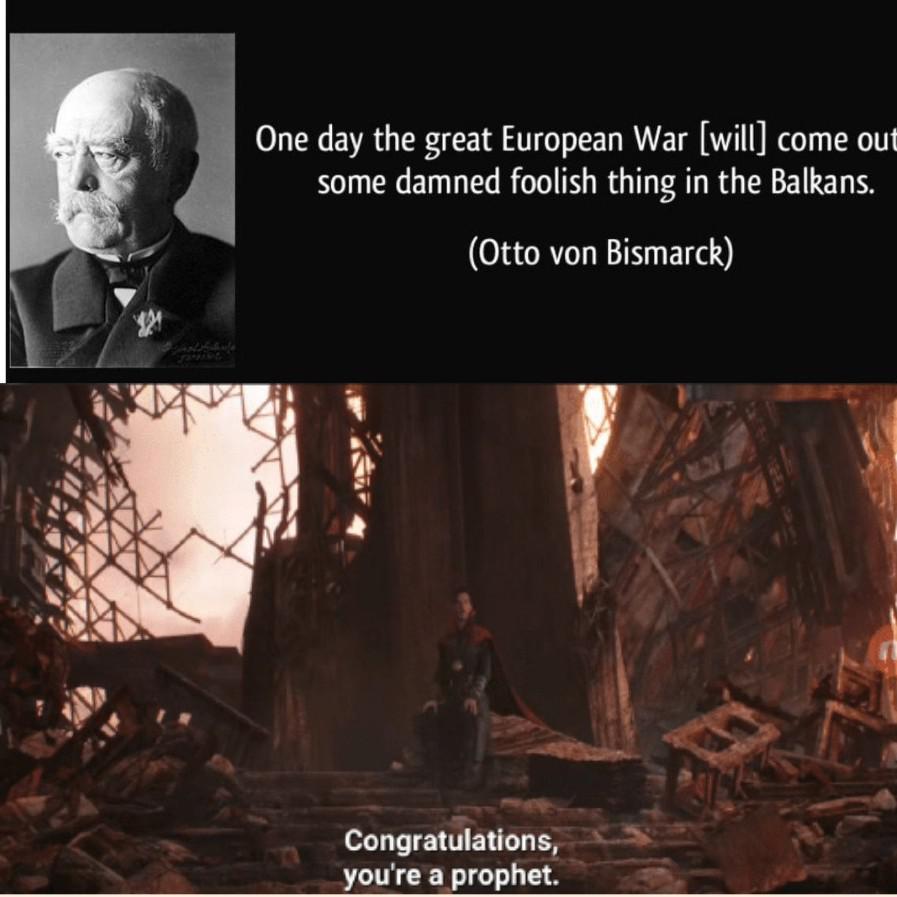 One day the great European War [will] come out
some damned foolish thing in the Balkans.
(Otto von Bismarck)
Congratulations,
you're a prophet.